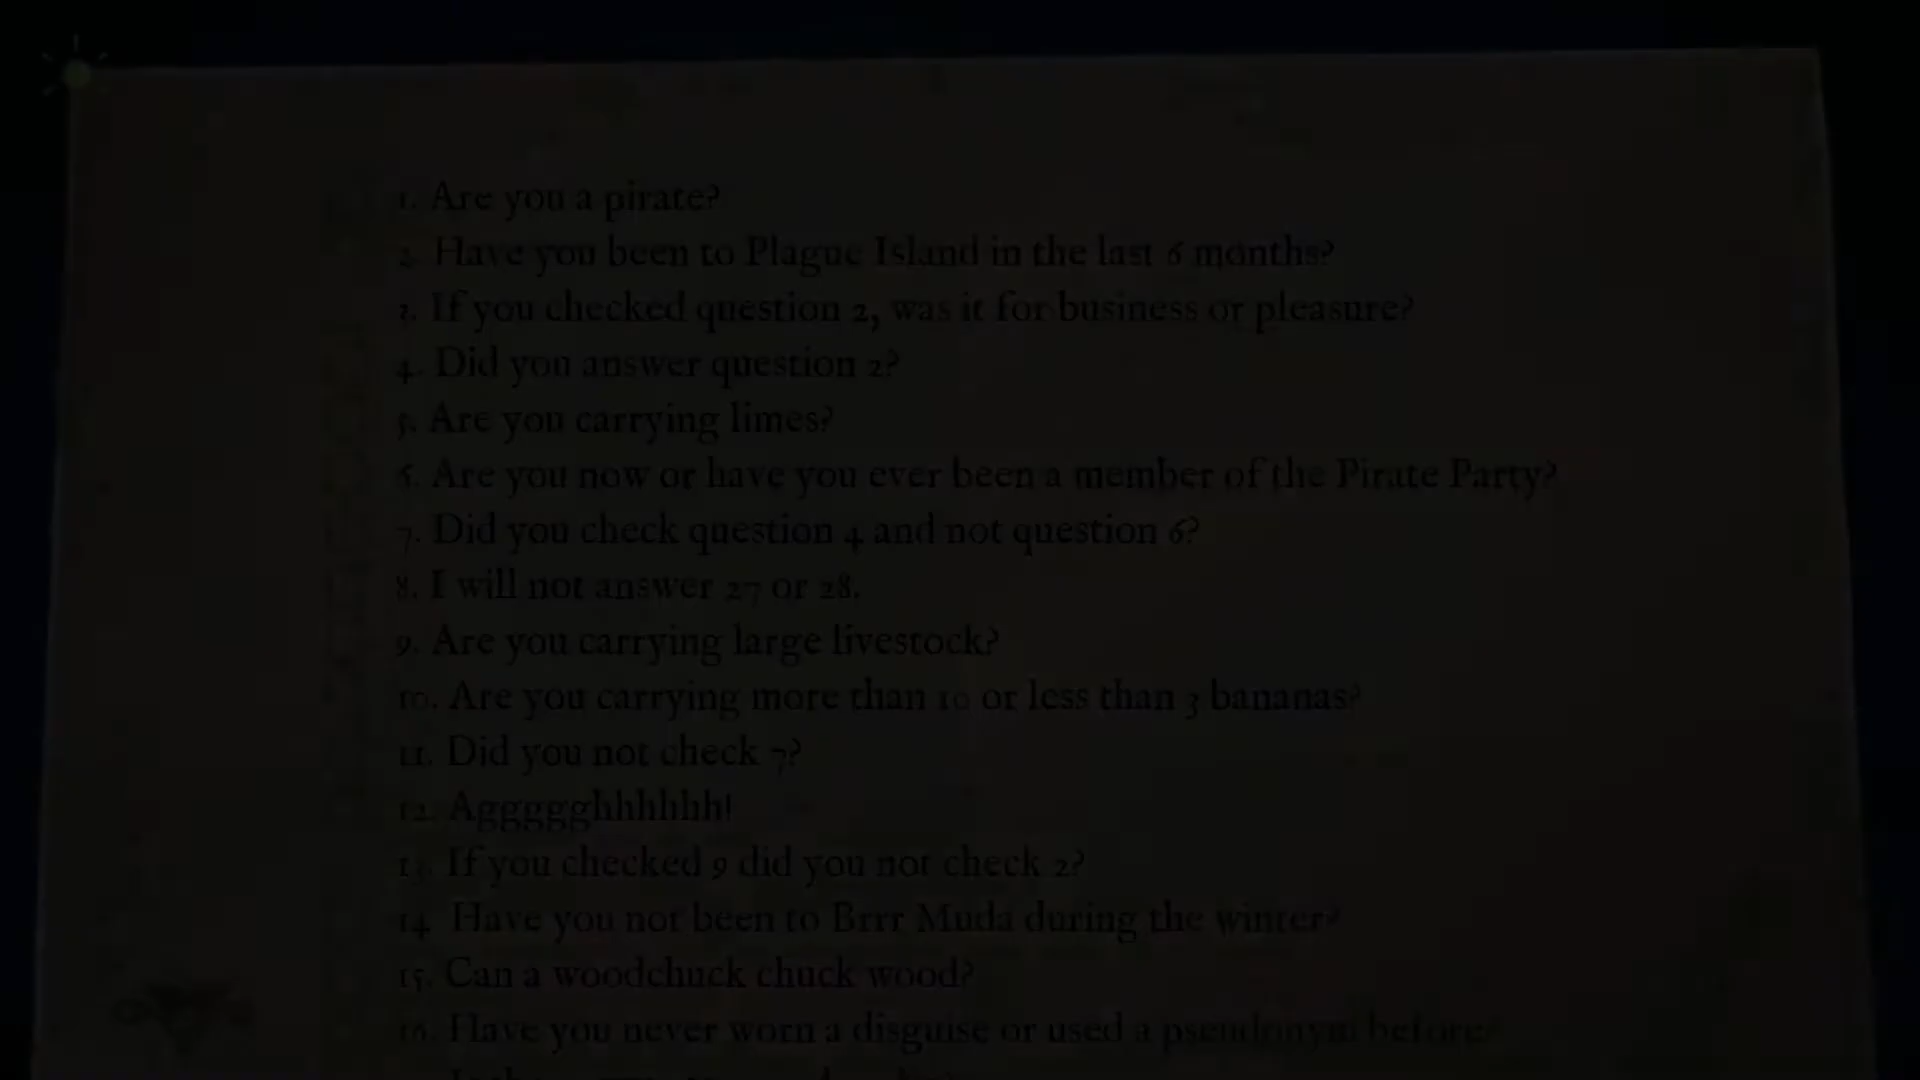 1. Are you a pirate?
2. Have you been to Plague Island in the last 6 months?
3. If you checked question 2, was it for business or pleasure?
4. Did you answer question 2?
5. Are you carrying limes?
6. Are you now or have you ever been a member of the Pirate Party?
7. Did you check question 4 and not question 6?
8. I will not answer 27 or 28.
9. Are you carrying large livestock?
10. Are you carrying more than 10 or less than 3 bananas?
11. Did you not check 7?
12. Agggggghhhhhh!
13. If you checked 9 did you not check 2?
14. Have you not been to Brrr Muda during the winter?
15. Can a woodchuck chuck wood?
16. Have you never worn a disguise or used a pseudonym before?